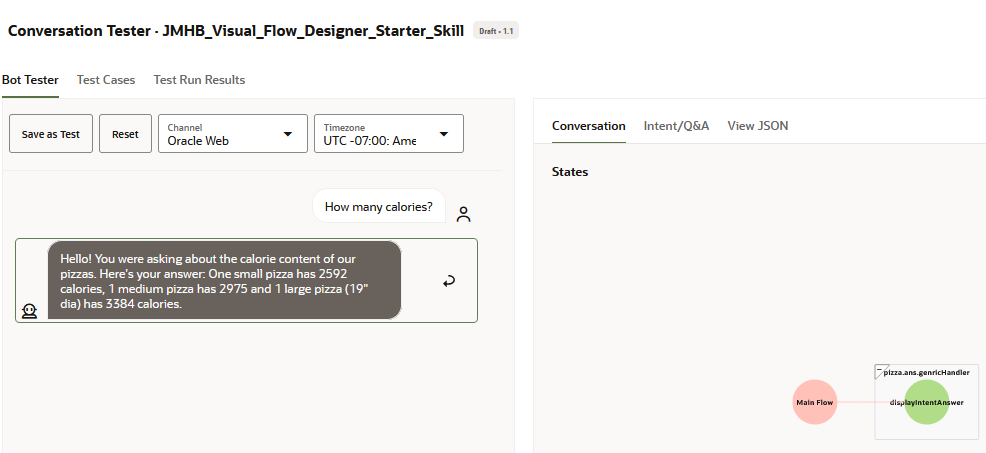 Conversation Tester · JMHB_Visual_Flow_Designer_Starter_Skill Draft • 1.1
Bot Tester Test Cases Test Run Results
Save as Test Reset Channel
Oracle Web Timezone
UTC -07:00: Ame
Conversation Intent/Q&A View JSON
States
How many calories?
Hello! You were asking about the calorie content of our
pizzas. Here's your answer: One small pizza has 2592
calories, 1 medium pizza has 2975 and 1 large pizza (19"
dia) has 3384 calories.
pizza.ans.genricHandler
Main Flow displayIntentAnswer